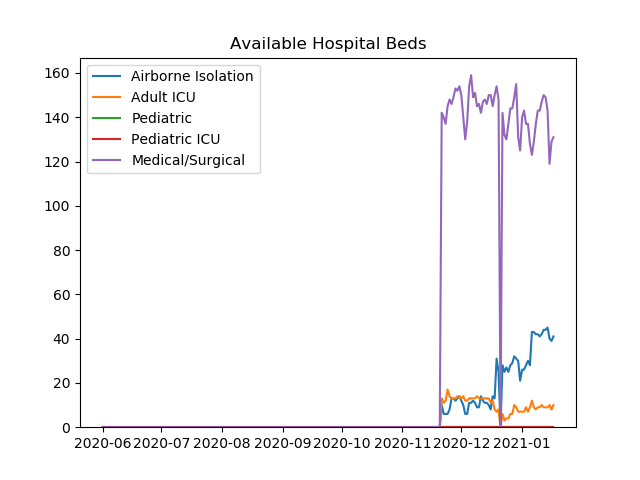 Available Hospital Beds
160
140
120
100
80
60
40
20
0
Airborne Isolation
Adult ICU
Pediatric
Pediatric ICU
Medical/Surgical
2020-06 2020-07 2020-08 2020-09 2020-10 2020-11 2020-12 2021-01